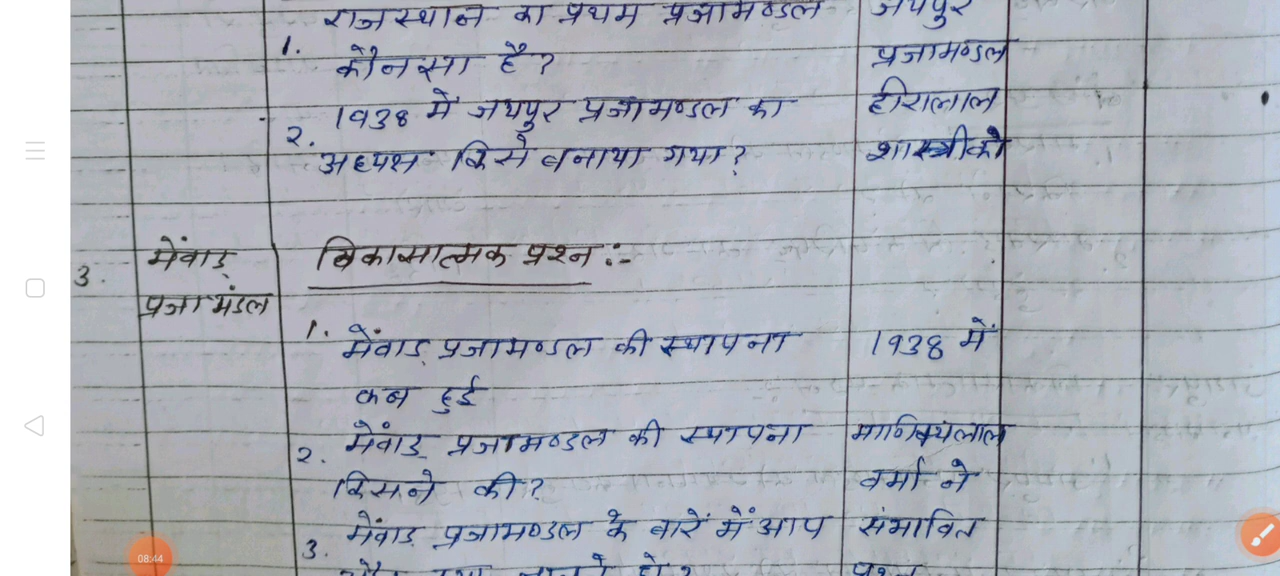 राजस्थान का प्रथम प्रजामण्डल जयपुर
1. कौनसा है? प्रजामण्डल
1938 में जयपुर प्रजामण्डल का हीरालाल
2. अध्यक्ष किसे बनाया गया? शास्त्री को
3. मेंवाड़ विकासात्मक प्रश्न :-
प्रजामंडल
1. मेंवाड़ प्रजामण्डल की स्थापना 1938 में
कब हुई
2. मेंवाड़ प्रजामण्डल की स्थापना माणिक्यलाल
किसने की? वर्मा ने
3. मेंवाड़ प्रजामण्डल के बारें में आप संभावित
08:44